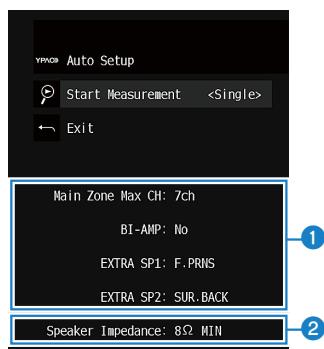 YPAO Auto Setup
Start Measurement <Single>
Exit
Main Zone Max CH: 7ch
BI-AMP: No
EXTRA SP1: F.PRNS
EXTRA SP2: SUR.BACK
1
Speaker Impedance: 8Ω MIN
2